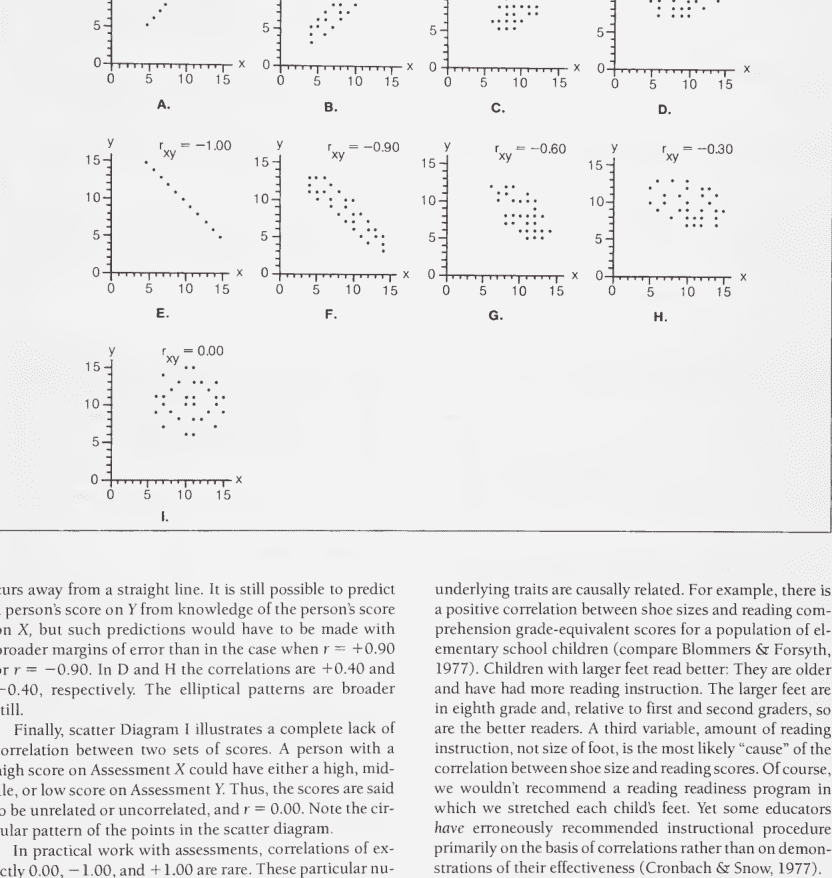 5
0
0 5 10 15 x
A.
5
0
0 5 10 15 x
B.
5
0
0 5 10 15 x
C.
5
0
0 5 10 15 x
D.
y
rxy = −1.00
15
10
5
0
0 5 10 15 x
E.
y
rxy = −0.90
15
10
5
0
0 5 10 15 x
F.
y
rxy = −0.60
15
10
5
0
0 5 10 15 x
G.
y
rxy = −0.30
15
10
5
0
0 5 10 15 x
H.
y
rxy = 0.00
15
10
5
0
0 5 10 15 x
I.
curs away from a straight line. It is still possible to predict
person's score on Y from knowledge of the person's score
on X, but such predictions would have to be made with
broader margins of error than in the case when r = +0.90
or r = −0.90. In D and H the correlations are +0.40 and
−0.40, respectively. The elliptical patterns are broader
still.
Finally, scatter Diagram I illustrates a complete lack of
correlation between two sets of scores. A person with a
high score on Assessment X could have either a high, mid-
dle, or low score on Assessment Y. Thus, the scores are said
to be unrelated or uncorrelated, and r = 0.00. Note the cir-
cular pattern of the points in the scatter diagram.
In practical work with assessments, correlations of ex-
actly 0.00, −1.00, and +1.00 are rare. These particular nu-
underlying traits are causally related. For example, there is
a positive correlation between shoe sizes and reading com-
prehension grade-equivalent scores for a population of el-
ementary school children (compare Blommers & Forsyth,
1977). Children with larger feet read better: They are older
and have had more reading instruction. The larger feet are
in eighth grade and, relative to first and second graders, so
are the better readers. A third variable, amount of reading
instruction, not size of foot, is the most likely “cause” of the
correlation between shoe size and reading scores. Of course,
we wouldn't recommend a reading readiness program in
which we stretched each child's feet. Yet some educators
have erroneously recommended instructional procedure
primarily on the basis of correlations rather than on demon-
strations of their effectiveness (Cronbach & Snow, 1977).